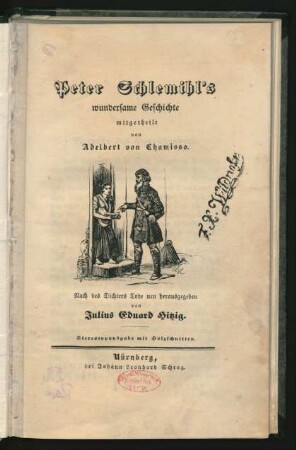 Peter Schlemihl's
wundersame Geschichte
mitgetheilt
von
Adelbert von Chamisso.
Nach des Dichters Tode neu herausgegeben
von
Julius Eduard Hitzig.
Stereotypausgabe mit Holzschnitten.
Nürnberg,
bei Johann Leonhard Schrag.